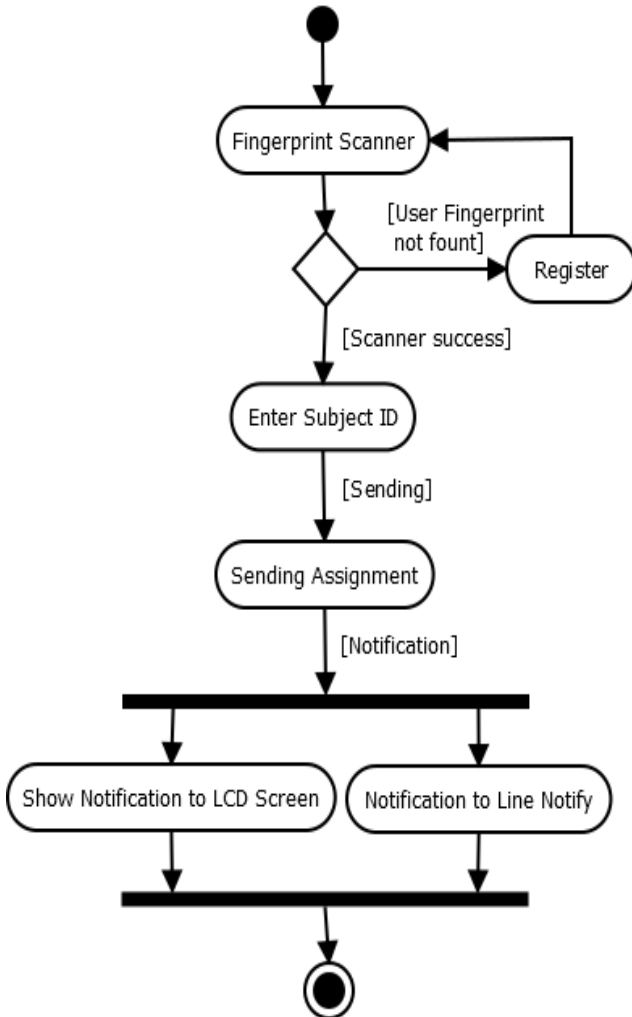 Fingerprint Scanner
[User Fingerprint
not fount]
Register
[Scanner success]
Enter Subject ID
[Sending]
Sending Assignment
[Notification]
Show Notification to LCD Screen
Notification to Line Notify